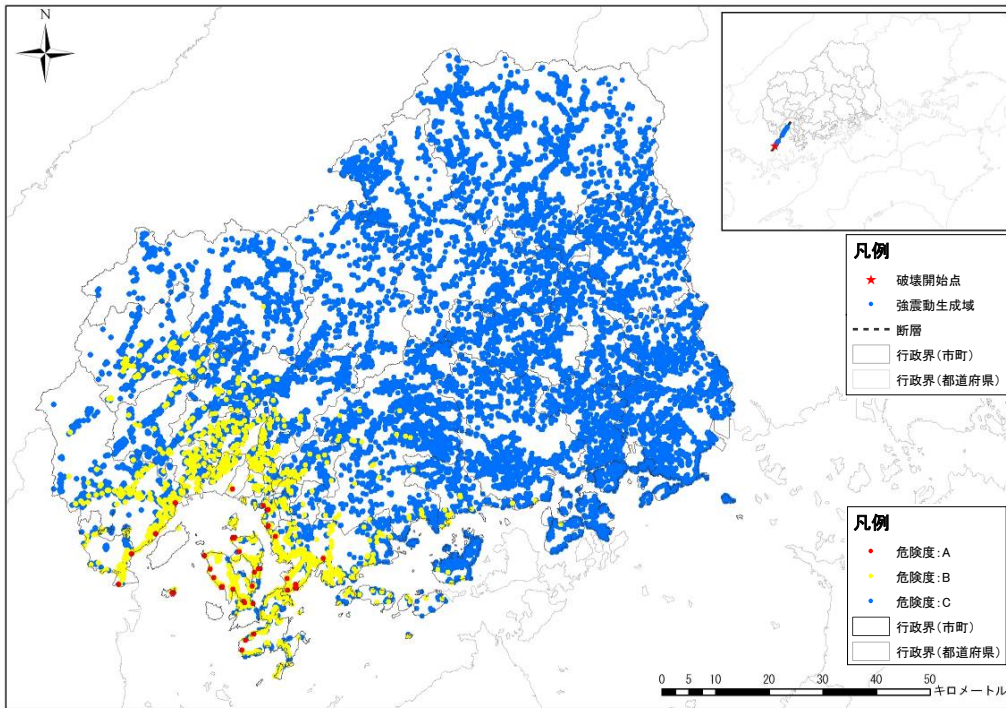 N
凡例
破壊開始点
強震動生成域
断層
行政界(市町)
行政界(都道府県)
凡例
危険度:A
危険度:B
危険度:C
行政界(市町)
行政界(都道府県)
0 5 10 20 30 40 50
キロメートル